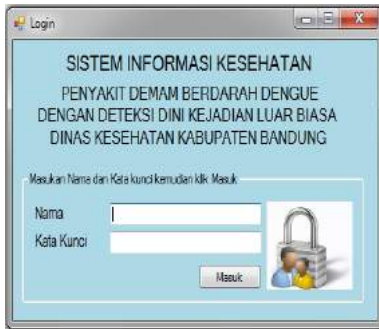 Login
SISTEM INFORMASI KESEHATAN
PENYAKIT DEMAM BERDARAH DENGUE
DENGAN DETEKSI DINI KEJADIAN LUAR BIASA
DINAS KESEHATAN KABUPATEN BANDUNG
Masukan Nama dan Kata kunci kemudian klik Masuk
Nama
Kata Kunci
Masuk